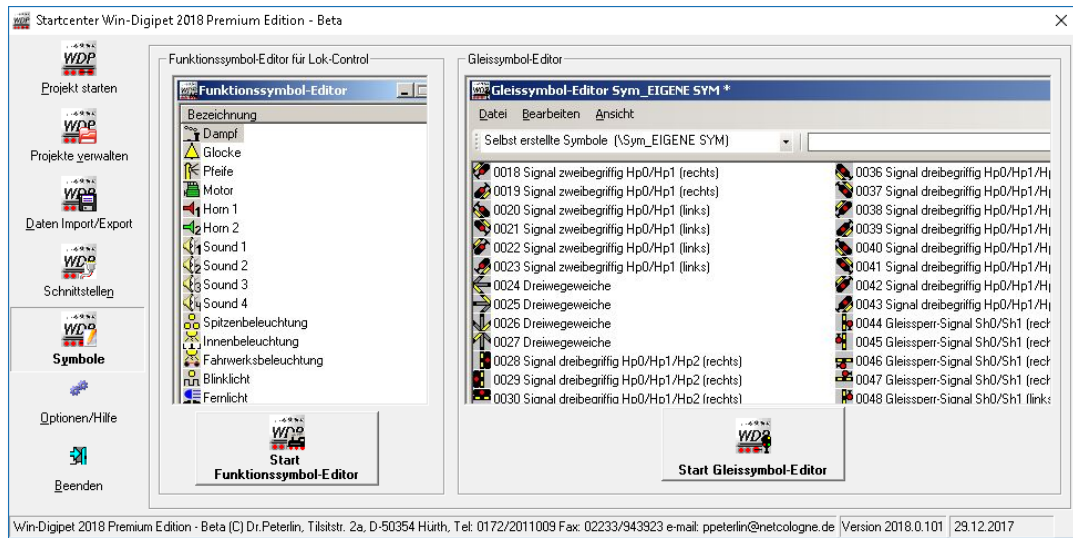 Startcenter Win-Digipet 2018 Premium Edition - Beta
WDP
Projekt starten
WDP
Projekte verwalten
WDP
Daten Import/Export
WDP
Schnittstellen
WDP
Symbole
Optionen/Hilfe
Beenden
Funktionssymbol-Editor für Lok-Control
Funktionssymbol-Editor
Bezeichnung
Dampf
Glocke
Pfeife
Motor
1 Horn 1
2 Horn 2
1 Sound 1
2 Sound 2
3 Sound 3
4 Sound 4
Spitzenbeleuchtung
Innenbeleuchtung
Fahrwerksbeleuchtung
Blinklicht
Fernlicht
WDP
Start
Funktionssymbol-Editor
Gleissymbol-Editor
Gleissymbol-Editor Sym_EIGENE SYM *
Datei Bearbeiten Ansicht
Selbst erstellte Symbole (\Sym_EIGENE SYM)
0018 Signal zweibegriffig Hp0/Hp1 (rechts)
0019 Signal zweibegriffig Hp0/Hp1 (rechts)
0020 Signal zweibegriffig Hp0/Hp1 (links)
0021 Signal zweibegriffig Hp0/Hp1 (links)
0022 Signal zweibegriffig Hp0/Hp1 (links)
0023 Signal zweibegriffig Hp0/Hp1 (links)
0024 Dreiwegeweiche
0025 Dreiwegeweiche
0026 Dreiwegeweiche
0027 Dreiwegeweiche
0028 Signal dreibegriffig Hp0/Hp1/Hp2 (rechts)
0029 Signal dreibegriffig Hp0/Hp1/Hp2 (rechts)
0030 Signal dreibegriffig Hp0/Hp1/Hp2 (rechts)
0036 Signal dreibegriffig Hp0/Hp1/H
0037 Signal dreibegriffig Hp0/Hp1/H
0038 Signal dreibegriffig Hp0/Hp1/H
0039 Signal dreibegriffig Hp0/Hp1/H
0040 Signal dreibegriffig Hp0/Hp1/H
0041 Signal dreibegriffig Hp0/Hp1/H
0042 Signal dreibegriffig Hp0/Hp1/H
0043 Signal dreibegriffig Hp0/Hp1/H
0044 Gleissperr-Signal Sh0/Sh1 (rech
0045 Gleissperr-Signal Sh0/Sh1 (rech
0046 Gleissperr-Signal Sh0/Sh1 (rech
0047 Gleissperr-Signal Sh0/Sh1 (rech
0048 Gleissperr-Signal Sh0/Sh1 (links
WDP
Start Gleissymbol-Editor
Win-Digipet 2018 Premium Edition - Beta (C) Dr.Peterlin, Tilsitstr. 2a, D-50354 Hürth, Tel: 0172/2011009 Fax: 02233/943923 e-mail: ppeterlin@netcologne.de Version 2018.0.101 29.12.2017